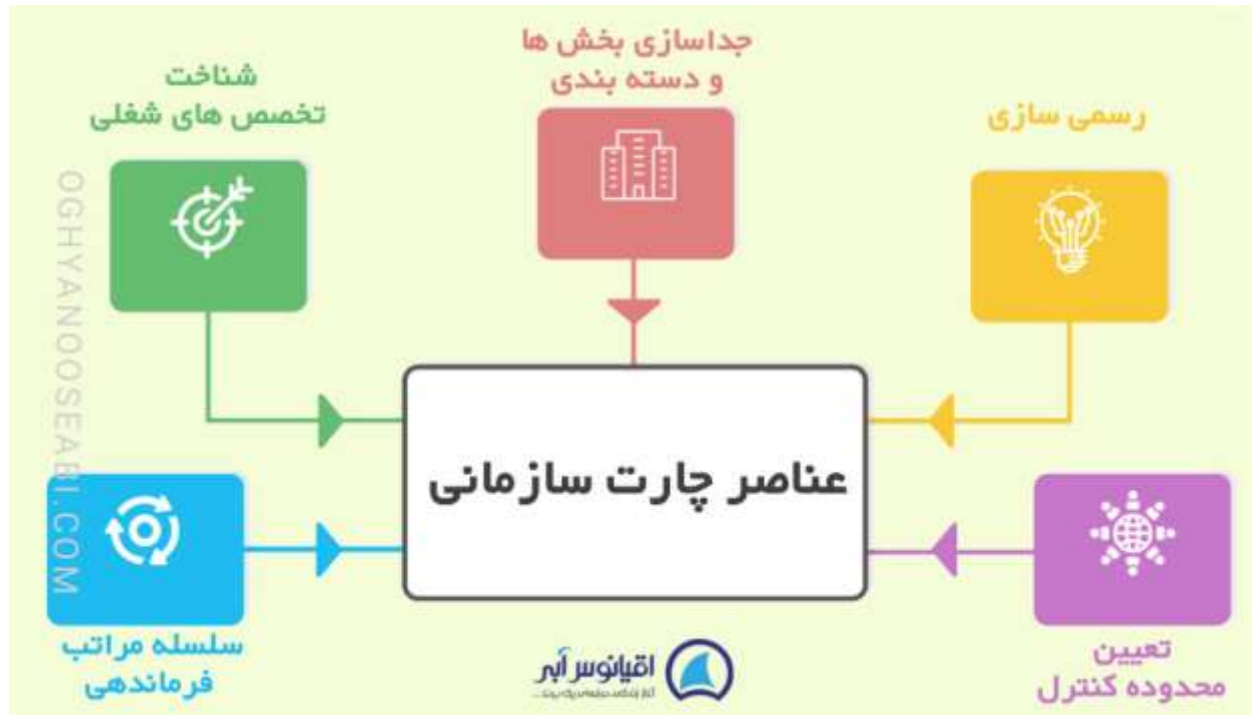 جداسازی بخش ها
و دسته بندی
رسمی سازی
شناخت
تخصص های شغلی
عناصر چارت سازمانی
تعیین
محدوده کنترل
سلسله مراتب
فرماندهی
اقیانوس آبی
OGHYANOOSEABI.COM